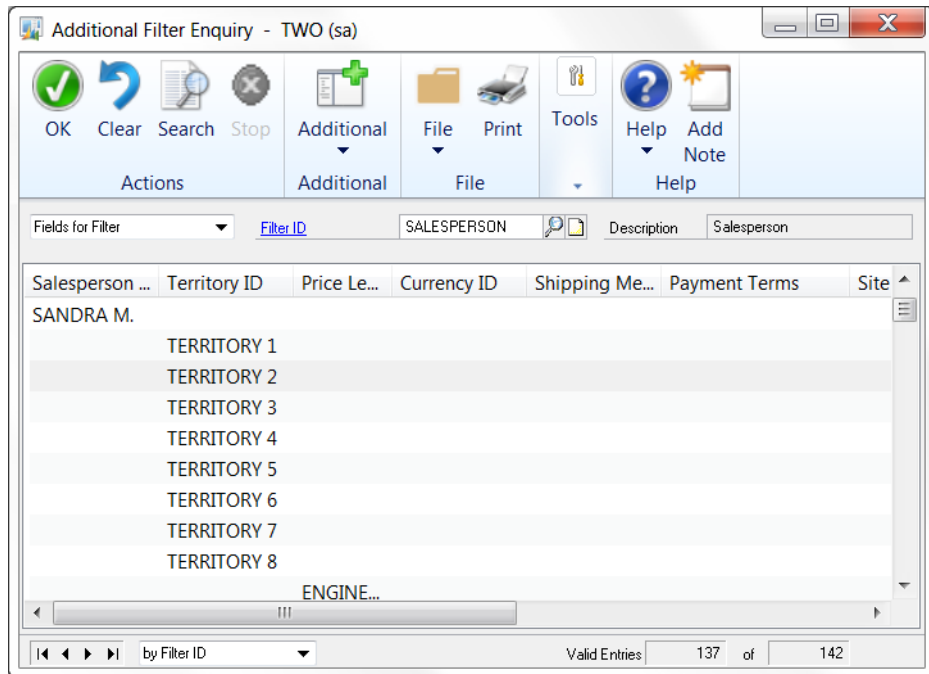 Additional Filter Enquiry - TWO (sa)
OK Clear Search Stop Additional File Print Tools Help Add Note
Actions Additional File Help
Fields for Filter Filter ID SALESPERSON Description Salesperson
Salesperson ... Territory ID Price Le... Currency ID Shipping Me... Payment Terms Site
SANDRA M.
TERRITORY 1
TERRITORY 2
TERRITORY 3
TERRITORY 4
TERRITORY 5
TERRITORY 6
TERRITORY 7
TERRITORY 8
ENGINE...
by Filter ID Valid Entries 137 of 142